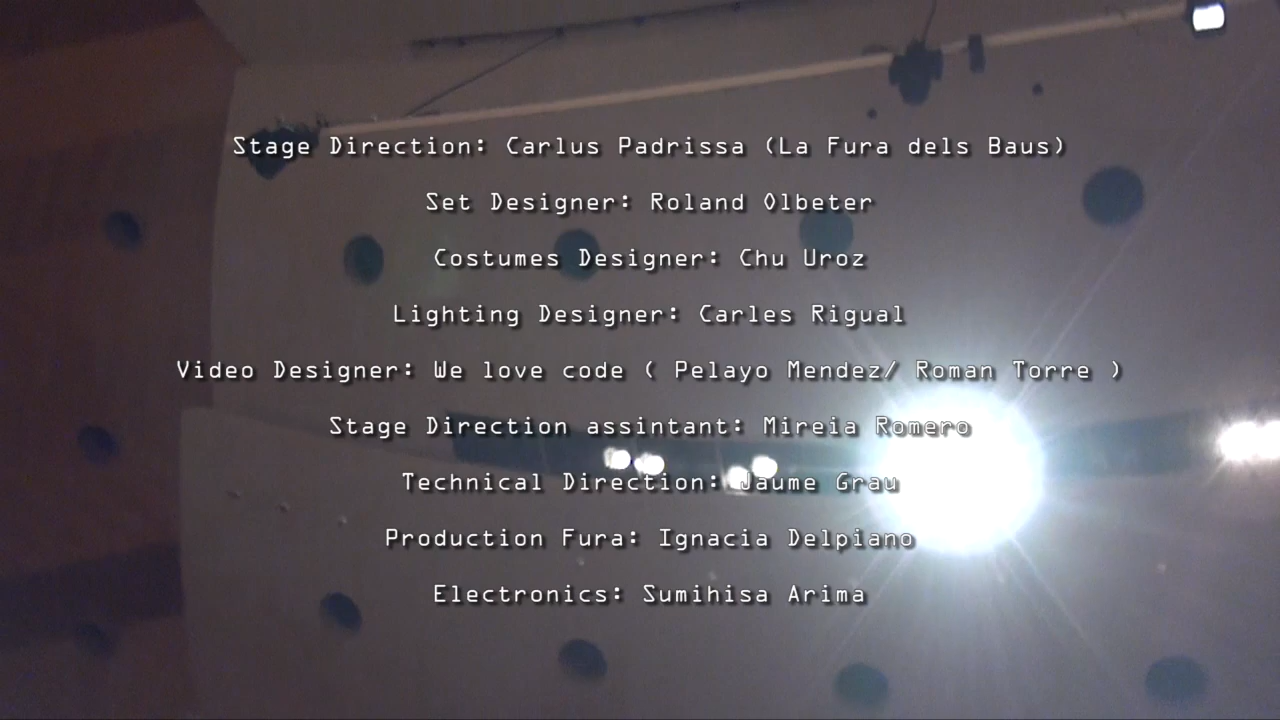 Stage Direction: Carlus Padrissa (La Fura dels Baus)
Set Designer: Roland Olbeter
Costumes Designer: Chu Uroz
Lighting Designer: Carles Rigual
Video Designer: We love code ( Pelayo Mendez/ Roman Torre )
Stage Direction assintant: Mireia Romero
Technical Direction: Jaume Grau
Production Fura: Ignacia Delpiano
Electronics: Sumihisa Arima